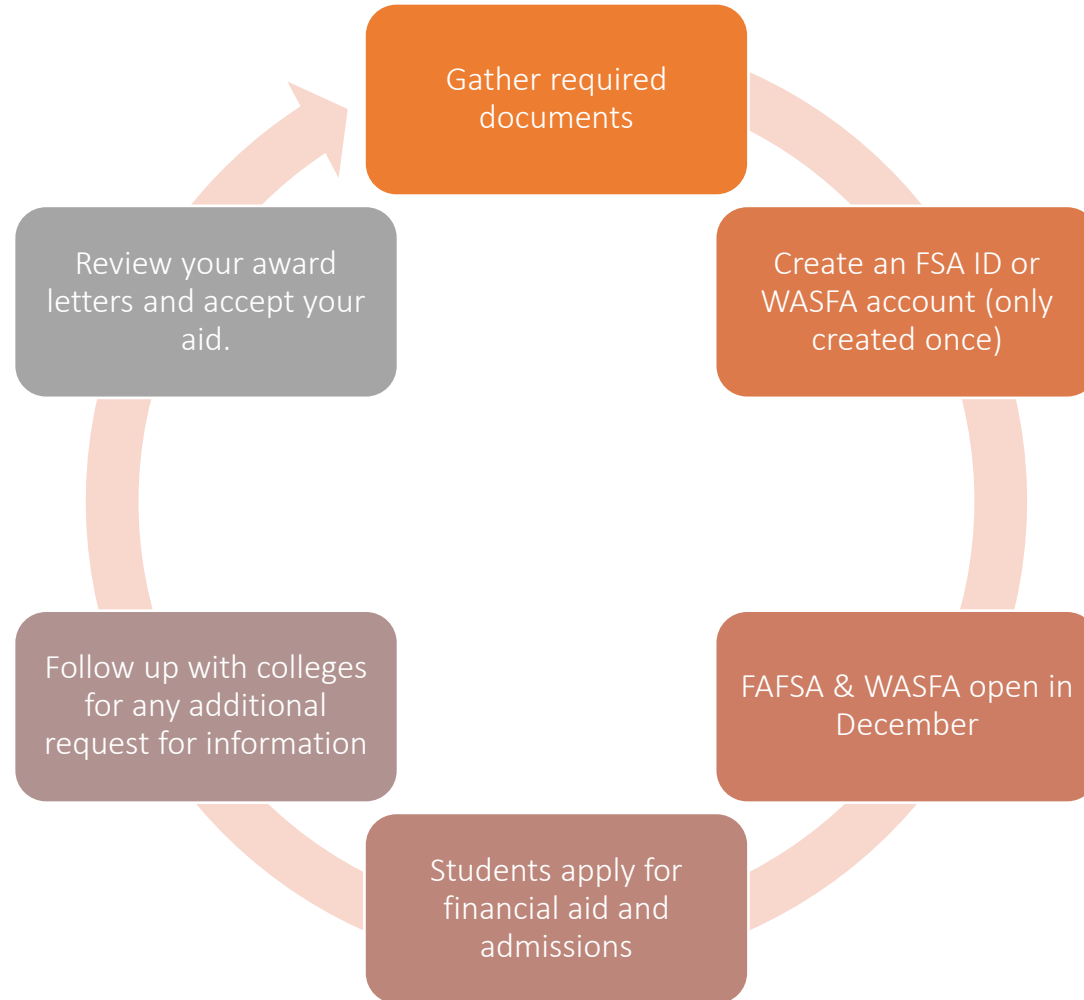 Gather required
documents
Create an FSA ID or
WASFA account (only
created once)
FAFSA & WASFA open in
December
Students apply for
financial aid and
admissions
Follow up with colleges
for any additional
request for information
Review your award
letters and accept your
aid.